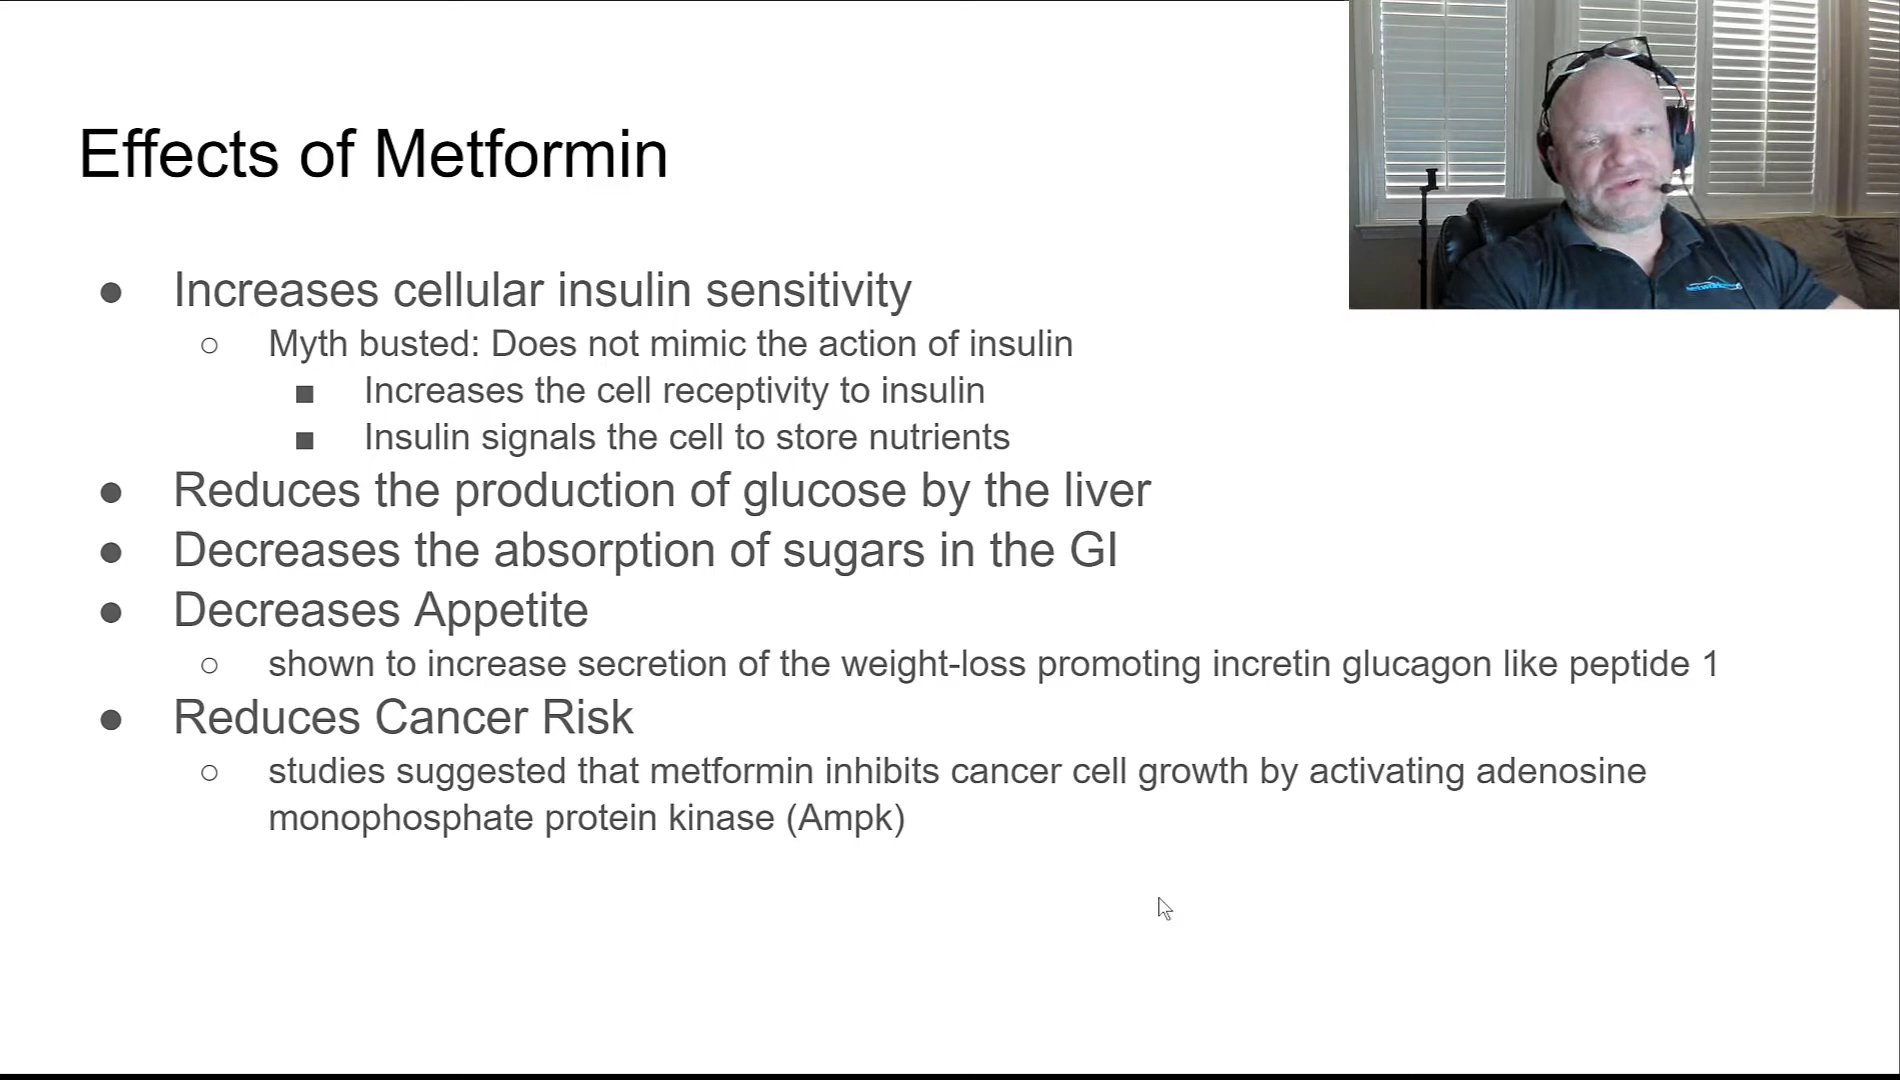 Effects of Metformin
● Increases cellular insulin sensitivity
○ Myth busted: Does not mimic the action of insulin
■ Increases the cell receptivity to insulin
■ Insulin signals the cell to store nutrients
● Reduces the production of glucose by the liver
● Decreases the absorption of sugars in the GI
● Decreases Appetite
○ shown to increase secretion of the weight-loss promoting incretin glucagon like peptide 1
● Reduces Cancer Risk
○ studies suggested that metformin inhibits cancer cell growth by activating adenosine
monophosphate protein kinase (Ampk)